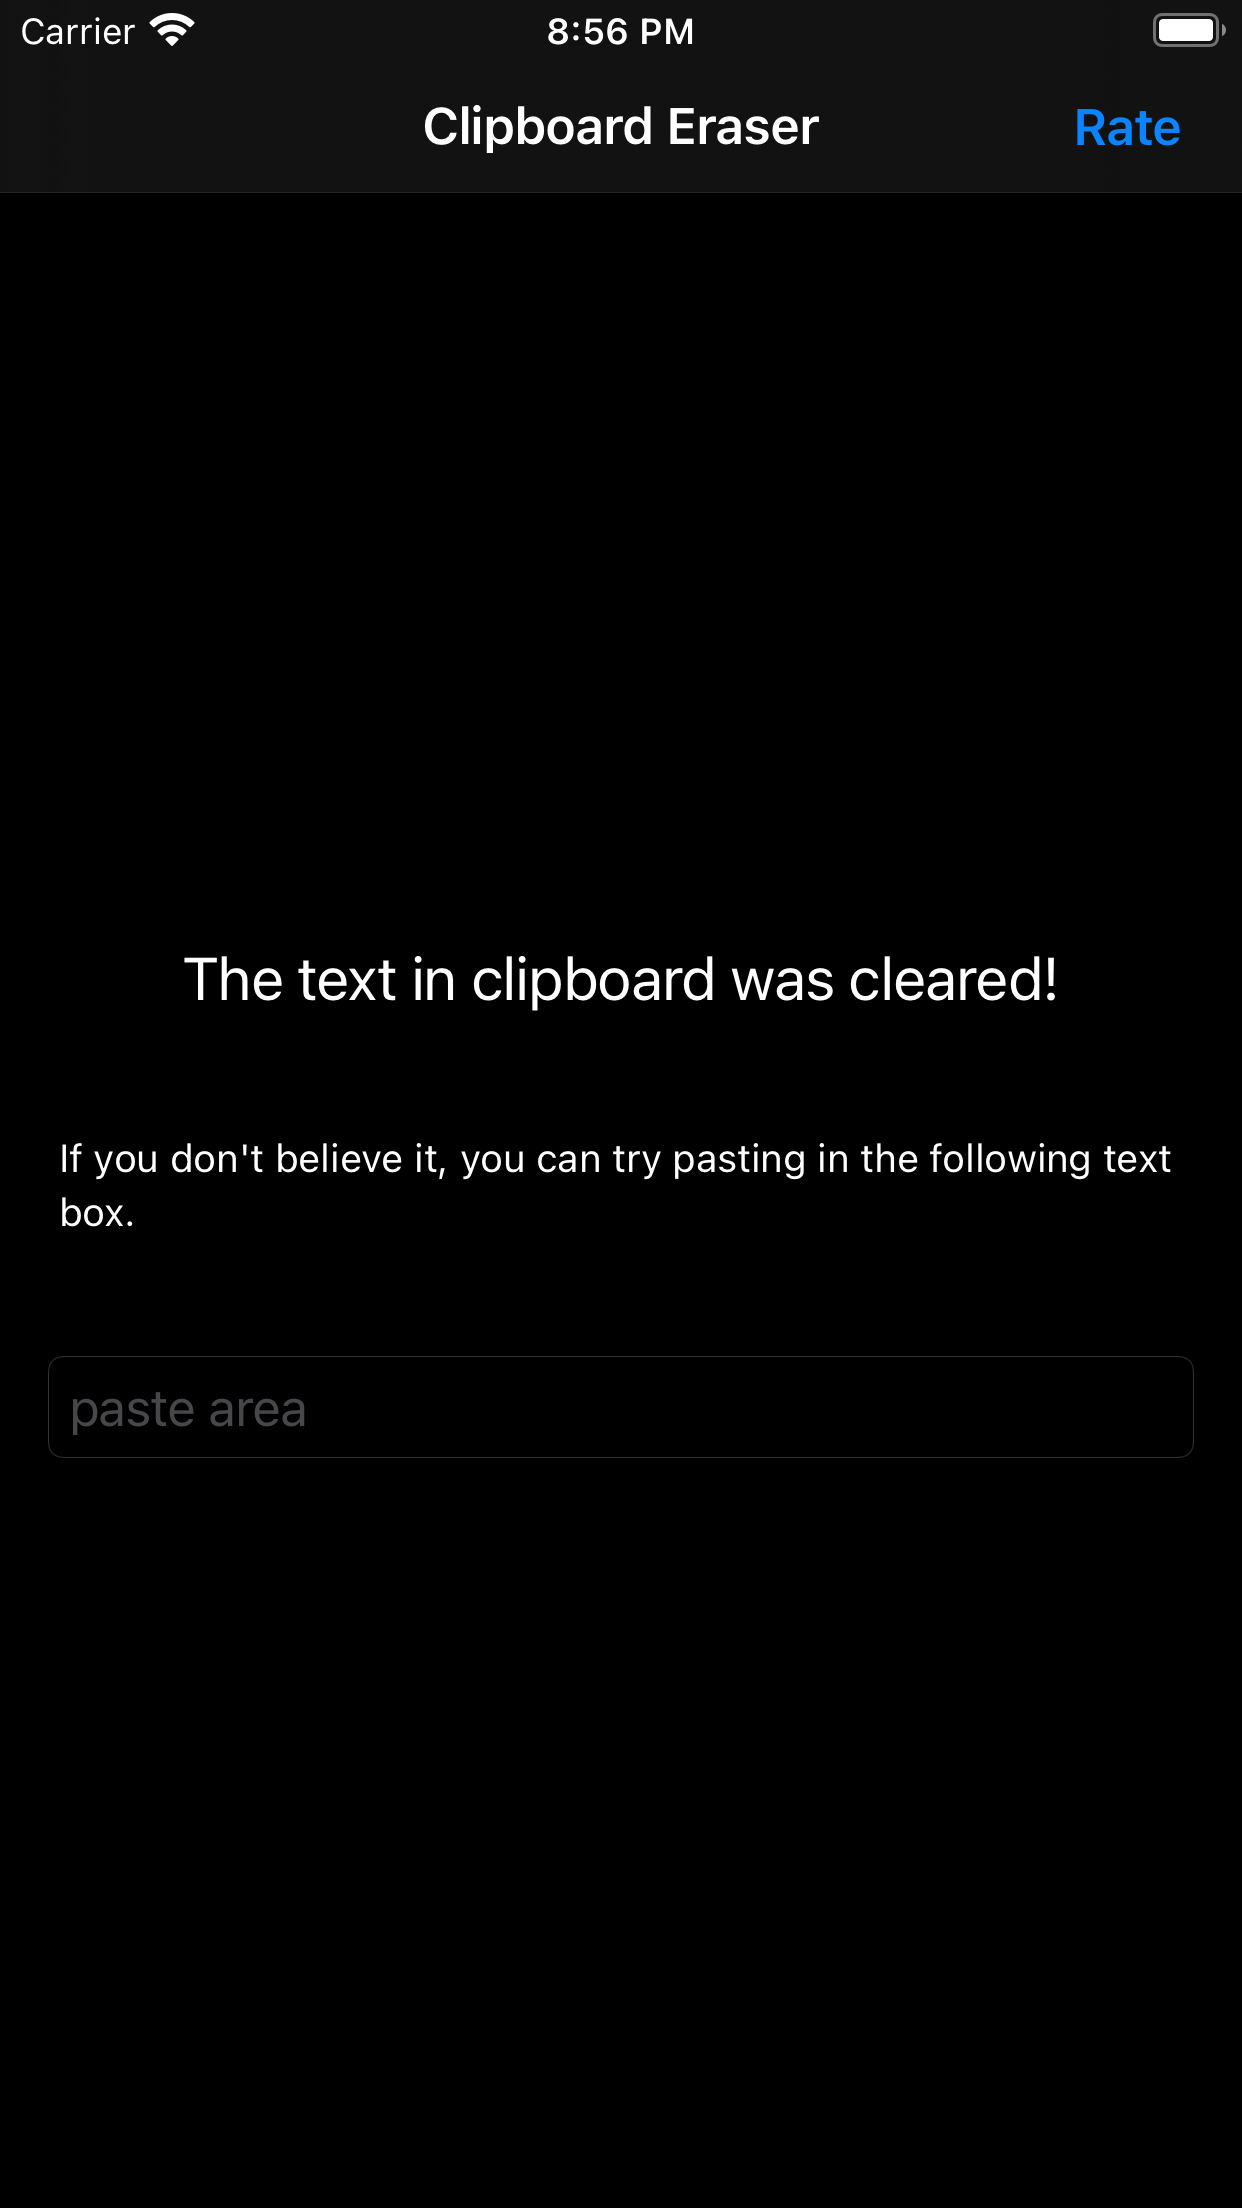 Carrier 8:56 PM
Clipboard Eraser Rate
The text in clipboard was cleared!
If you don't believe it, you can try pasting in the following text
box.
paste area